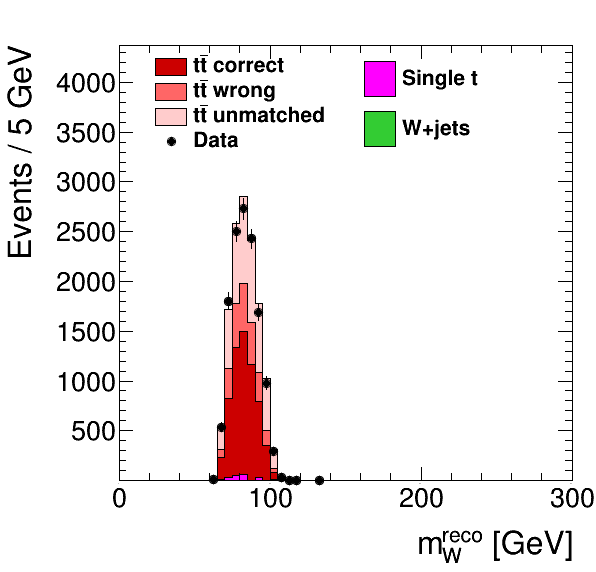 Events / 5 GeV
4000
3500
3000
2500
2000
1500
1000
500
tt̄ correct
tt̄ wrong
tt̄ unmatched
Data
Single t
W+jets
0 100 200 300
m_W^reco [GeV]